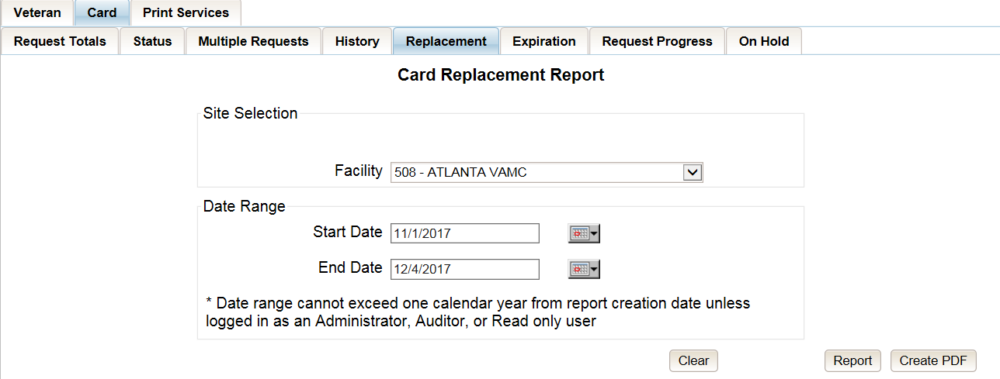 Veteran Card Print Services
Request Totals Status Multiple Requests History Replacement Expiration Request Progress On Hold
Card Replacement Report
Site Selection
Facility 508 - ATLANTA VAMC
Date Range
Start Date 11/1/2017
End Date 12/4/2017
* Date range cannot exceed one calendar year from report creation date unless
logged in as an Administrator, Auditor, or Read only user
Clear Report Create PDF